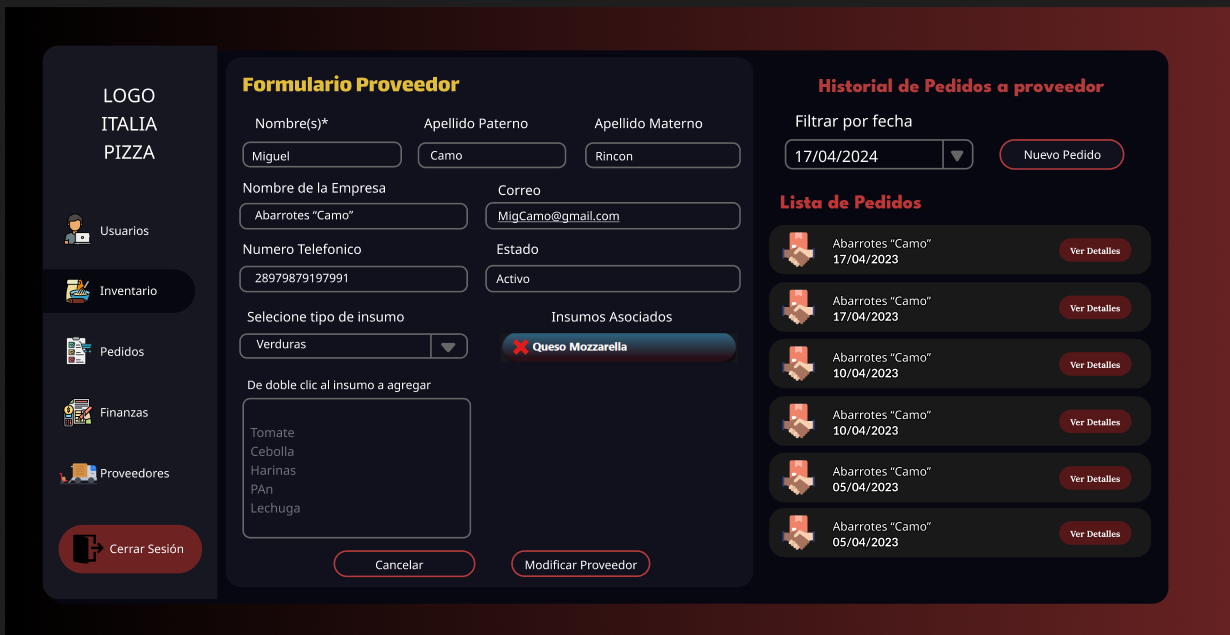 LOGO
ITALIA
PIZZA
Usuarios
Inventario
Pedidos
Finanzas
Proveedores
Cerrar Sesión
Formulario Proveedor
Nombre(s)* Apellido Paterno Apellido Materno
Miguel Camo Rincon
Nombre de la Empresa Correo
Abarrotes “Camo” MigCamo@gmail.com
Numero Telefonico Estado
28979879197991 Activo
Selecione tipo de insumo Insumos Asociados
Verduras Queso Mozzarella
De doble clic al insumo a agregar
Tomate
Cebolla
Harinas
PAn
Lechuga
Cancelar Modificar Proveedor
Historial de Pedidos a proveedor
Filtrar por fecha
17/04/2024 Nuevo Pedido
Lista de Pedidos
Abarrotes “Camo”
17/04/2023 Ver Detalles
Abarrotes “Camo”
17/04/2023 Ver Detalles
Abarrotes “Camo”
10/04/2023 Ver Detalles
Abarrotes “Camo”
10/04/2023 Ver Detalles
Abarrotes “Camo”
05/04/2023 Ver Detalles
Abarrotes “Camo”
05/04/2023 Ver Detalles